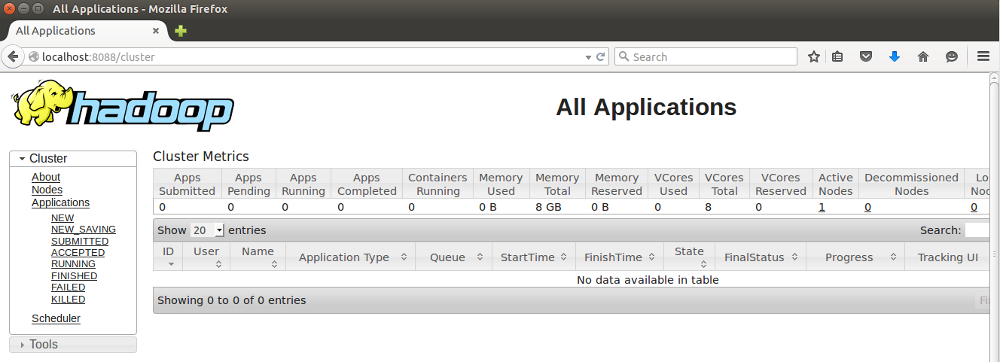 All Applications - Mozilla Firefox
All Applications
localhost:8088/cluster
Search
hadoop
All Applications
Cluster
About
Nodes
Applications
NEW
NEW_SAVING
SUBMITTED
ACCEPTED
RUNNING
FINISHED
FAILED
KILLED
Scheduler
Tools
Cluster Metrics
Apps Submitted Apps Pending Apps Running Apps Completed Containers Running Memory Used Memory Total Memory Reserved VCores Used VCores Total VCores Reserved Active Nodes Decommissioned Nodes
0 0 0 0 0 0 B 8 GB 0 B 0 8 0 1 0 0
Show 20 entries Search:
ID User Name Application Type Queue StartTime FinishTime State FinalStatus Progress Tracking UI
No data available in table
Showing 0 to 0 of 0 entries